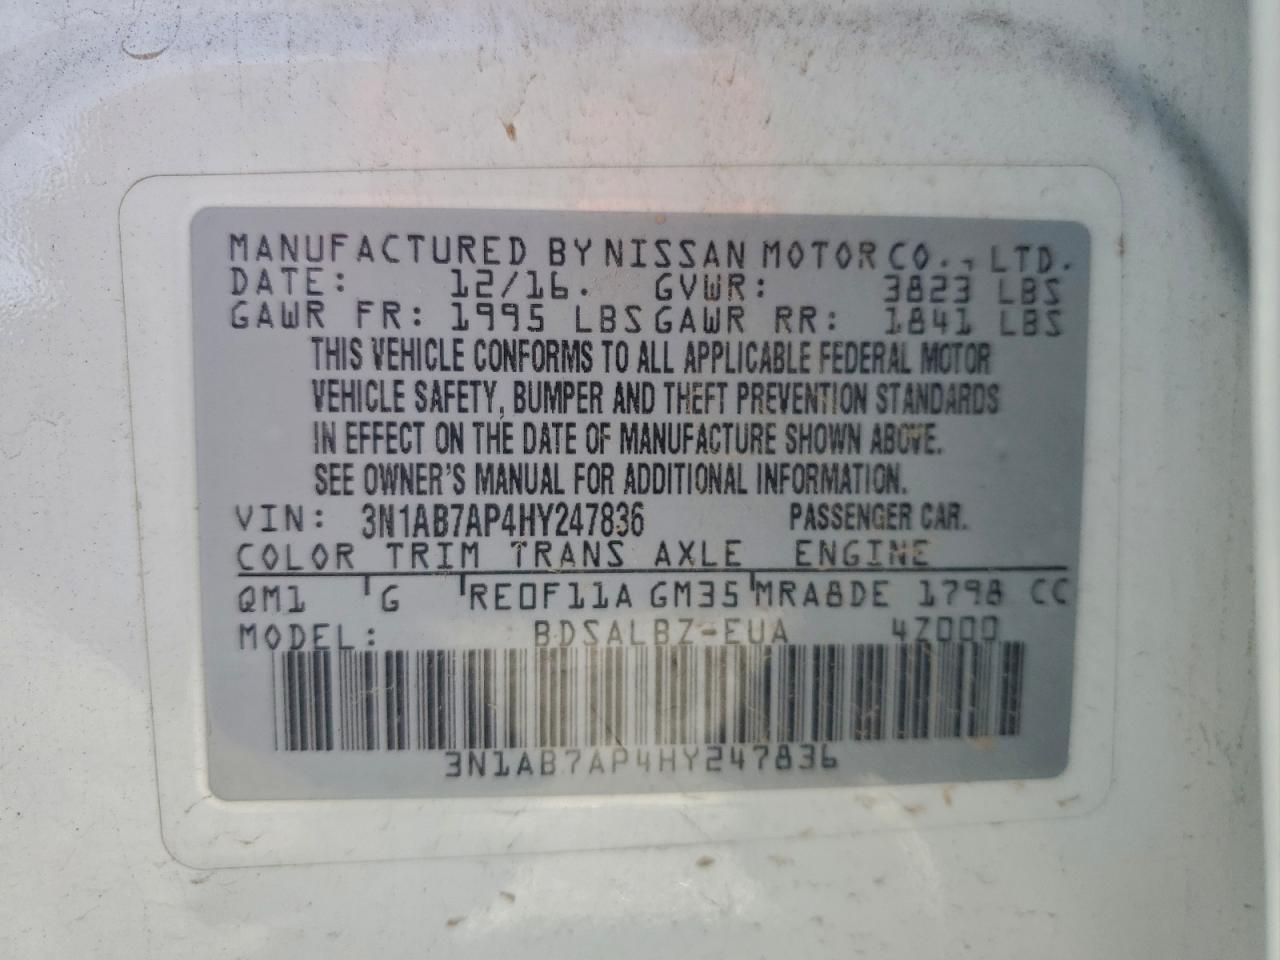 MANUFACTURED BY NISSAN MOTOR CO., LTD.
DATE: 12/16. GVWR: 3823 LBS
GAWR FR: 1995 LBS GAWR RR: 1841 LBS
THIS VEHICLE CONFORMS TO ALL APPLICABLE FEDERAL MOTOR
VEHICLE SAFETY, BUMPER AND THEFT PREVENTION STANDARDS
IN EFFECT ON THE DATE OF MANUFACTURE SHOWN ABOVE.
SEE OWNER'S MANUAL FOR ADDITIONAL INFORMATION.
VIN: 3N1AB7AP4HY247836 PASSENGER CAR.
COLOR TRIM TRANS AXLE ENGINE
QM1 G RE0F11A GM35 MRA8DE 1798 CC
MODEL: BDSALBZ-EUA 4Z000
3N1AB7AP4HY247836